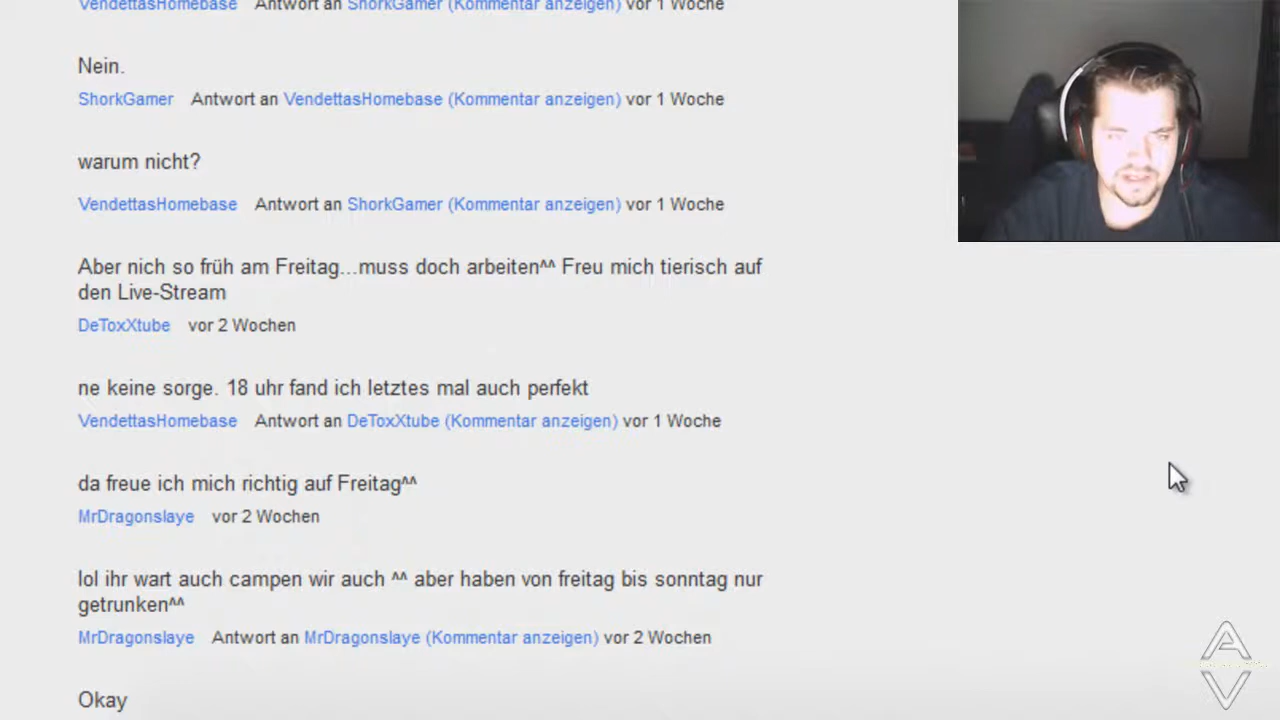 VendettasHomebase Antwort an ShorkGamer (Kommentar anzeigen) vor 1 Woche
Nein.
ShorkGamer Antwort an VendettasHomebase (Kommentar anzeigen) vor 1 Woche
warum nicht?
VendettasHomebase Antwort an ShorkGamer (Kommentar anzeigen) vor 1 Woche
Aber nich so früh am Freitag...muss doch arbeiten^^ Freu mich tierisch auf
den Live-Stream
DeToxXtube vor 2 Wochen
ne keine sorge. 18 uhr fand ich letztes mal auch perfekt
VendettasHomebase Antwort an DeToxXtube (Kommentar anzeigen) vor 1 Woche
da freue ich mich richtig auf Freitag^^
MrDragonslaye vor 2 Wochen
lol ihr wart auch campen wir auch ^^ aber haben von freitag bis sonntag nur
getrunken^^
MrDragonslaye Antwort an MrDragonslaye (Kommentar anzeigen) vor 2 Wochen
Okay